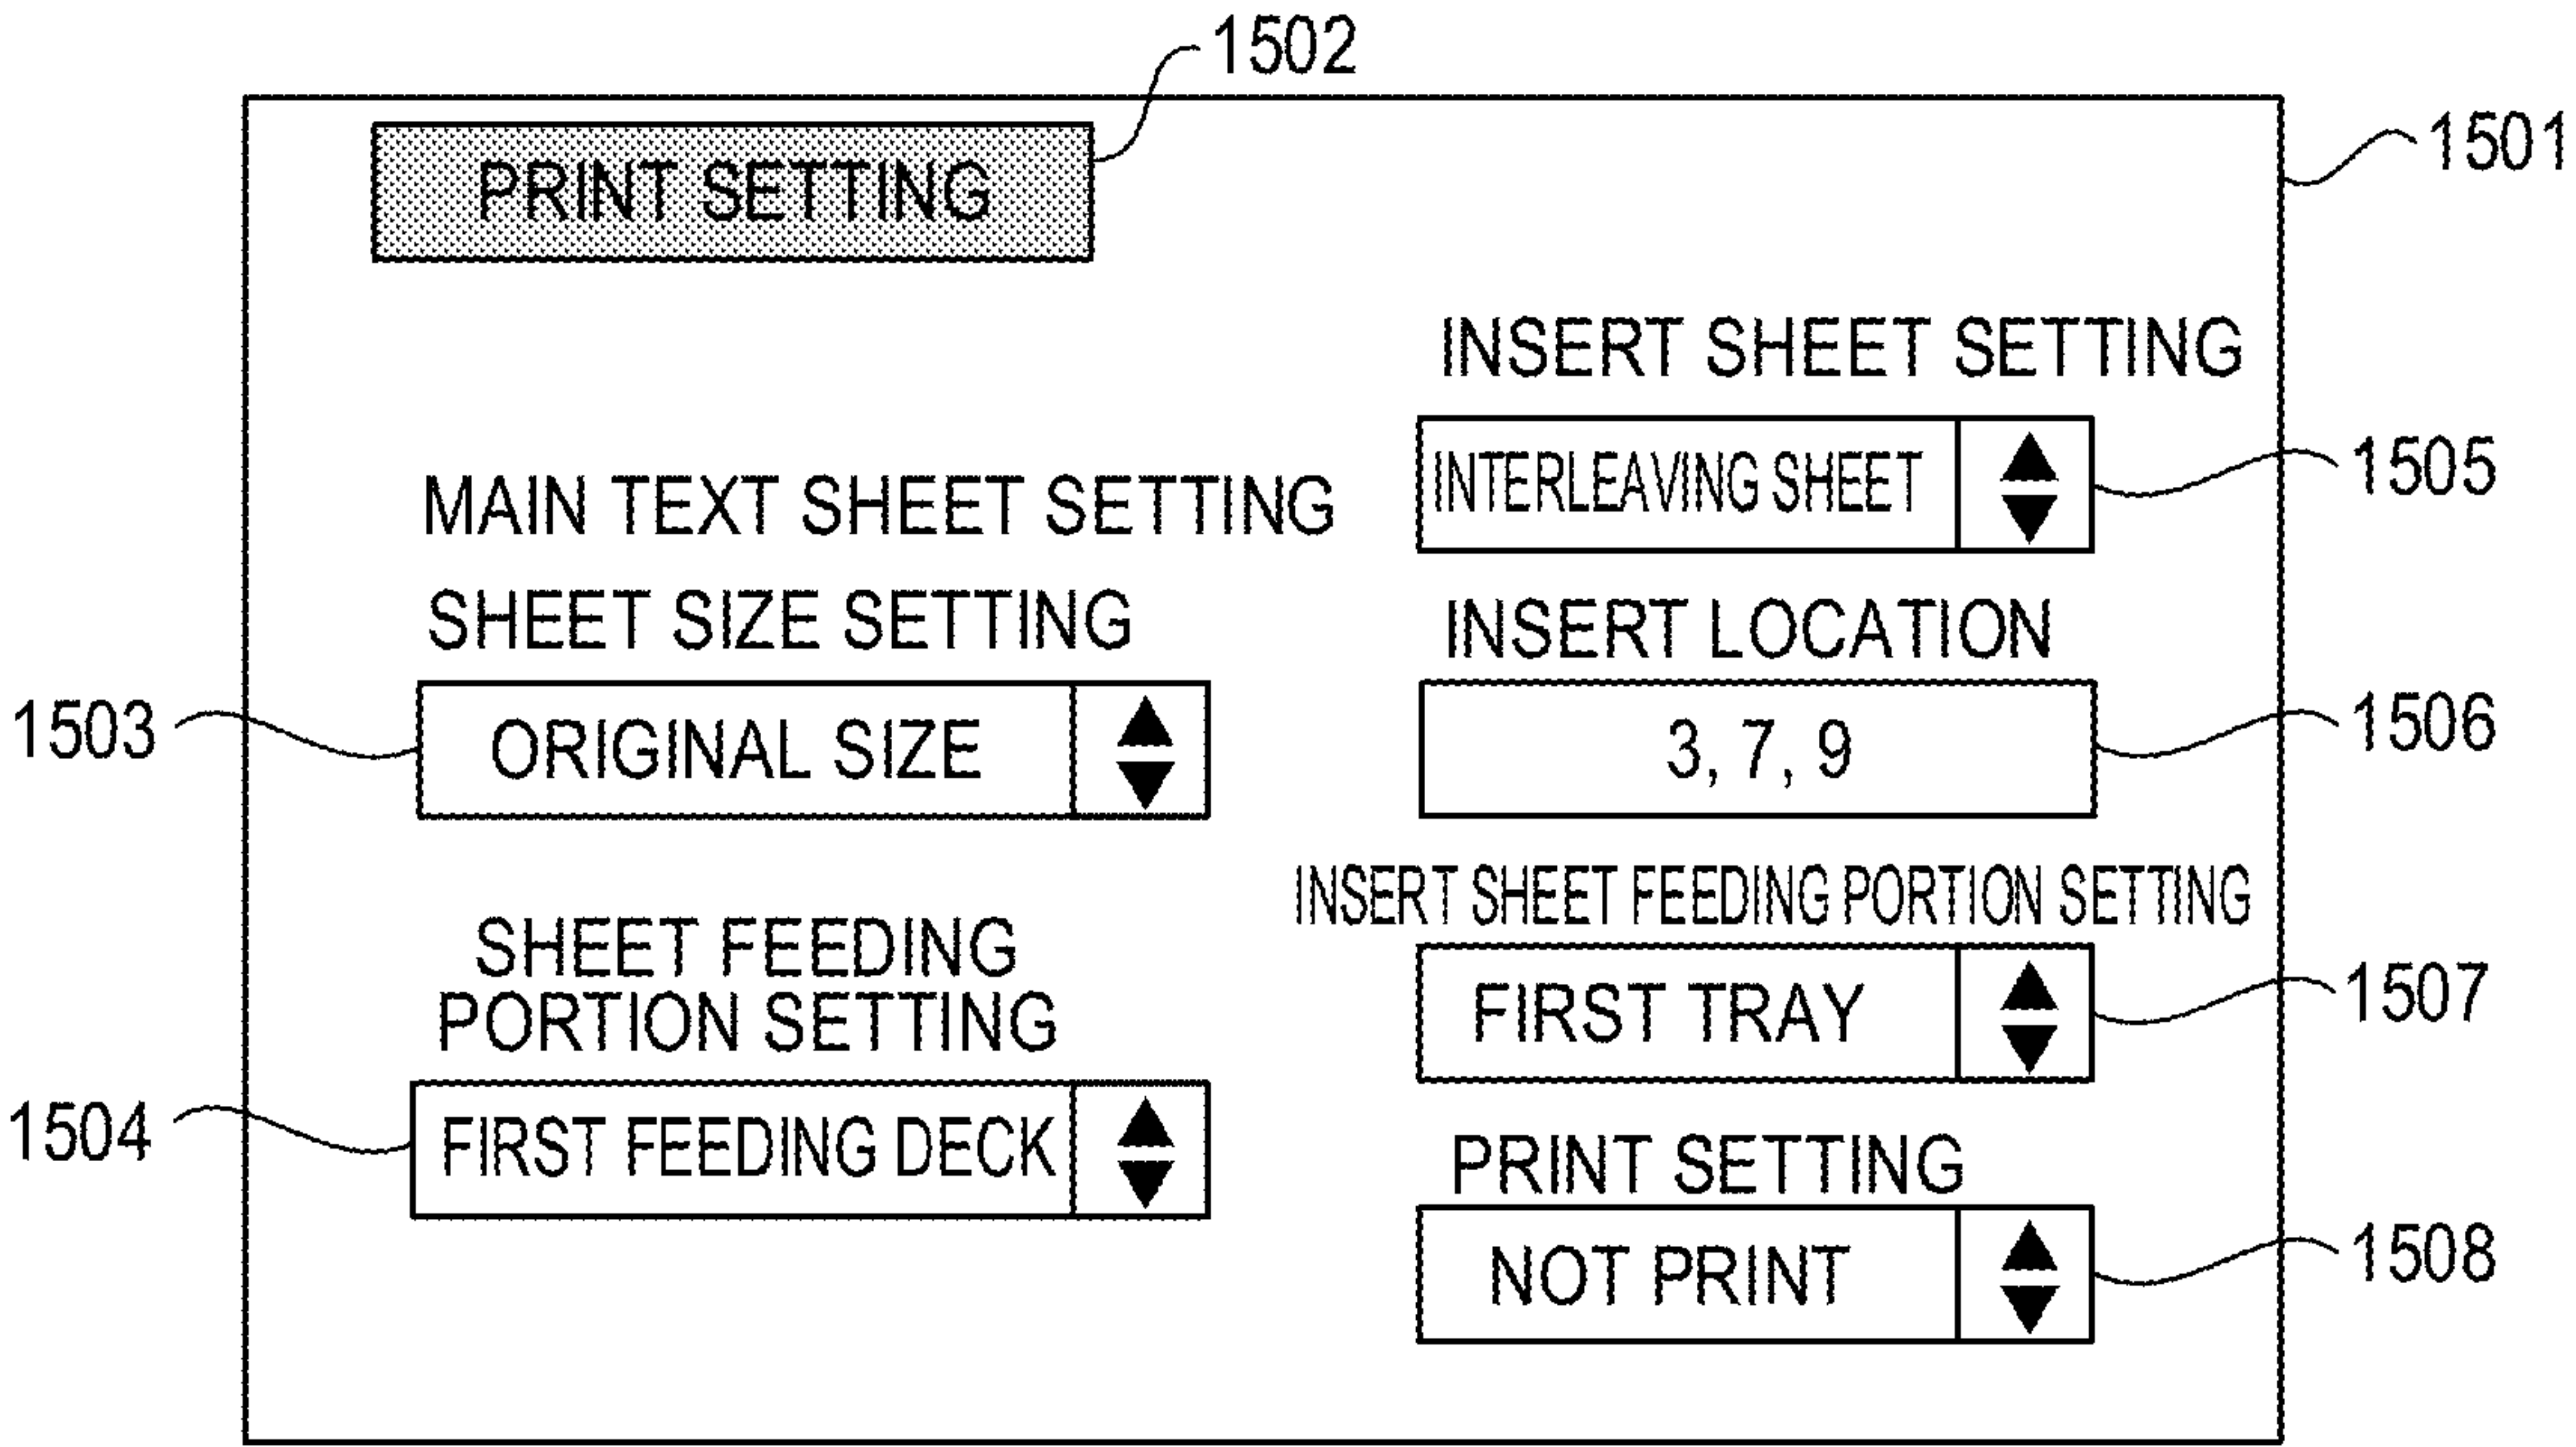 1502
1501
PRINT SETTING
MAIN TEXT SHEET SETTING
SHEET SIZE SETTING
1503
ORIGINAL SIZE
SHEET FEEDING
PORTION SETTING
1504
FIRST FEEDING DECK
INSERT SHEET SETTING
INTERLEAVING SHEET
1505
INSERT LOCATION
3, 7, 9
1506
INSERT SHEET FEEDING PORTION SETTING
FIRST TRAY
1507
PRINT SETTING
NOT PRINT
1508